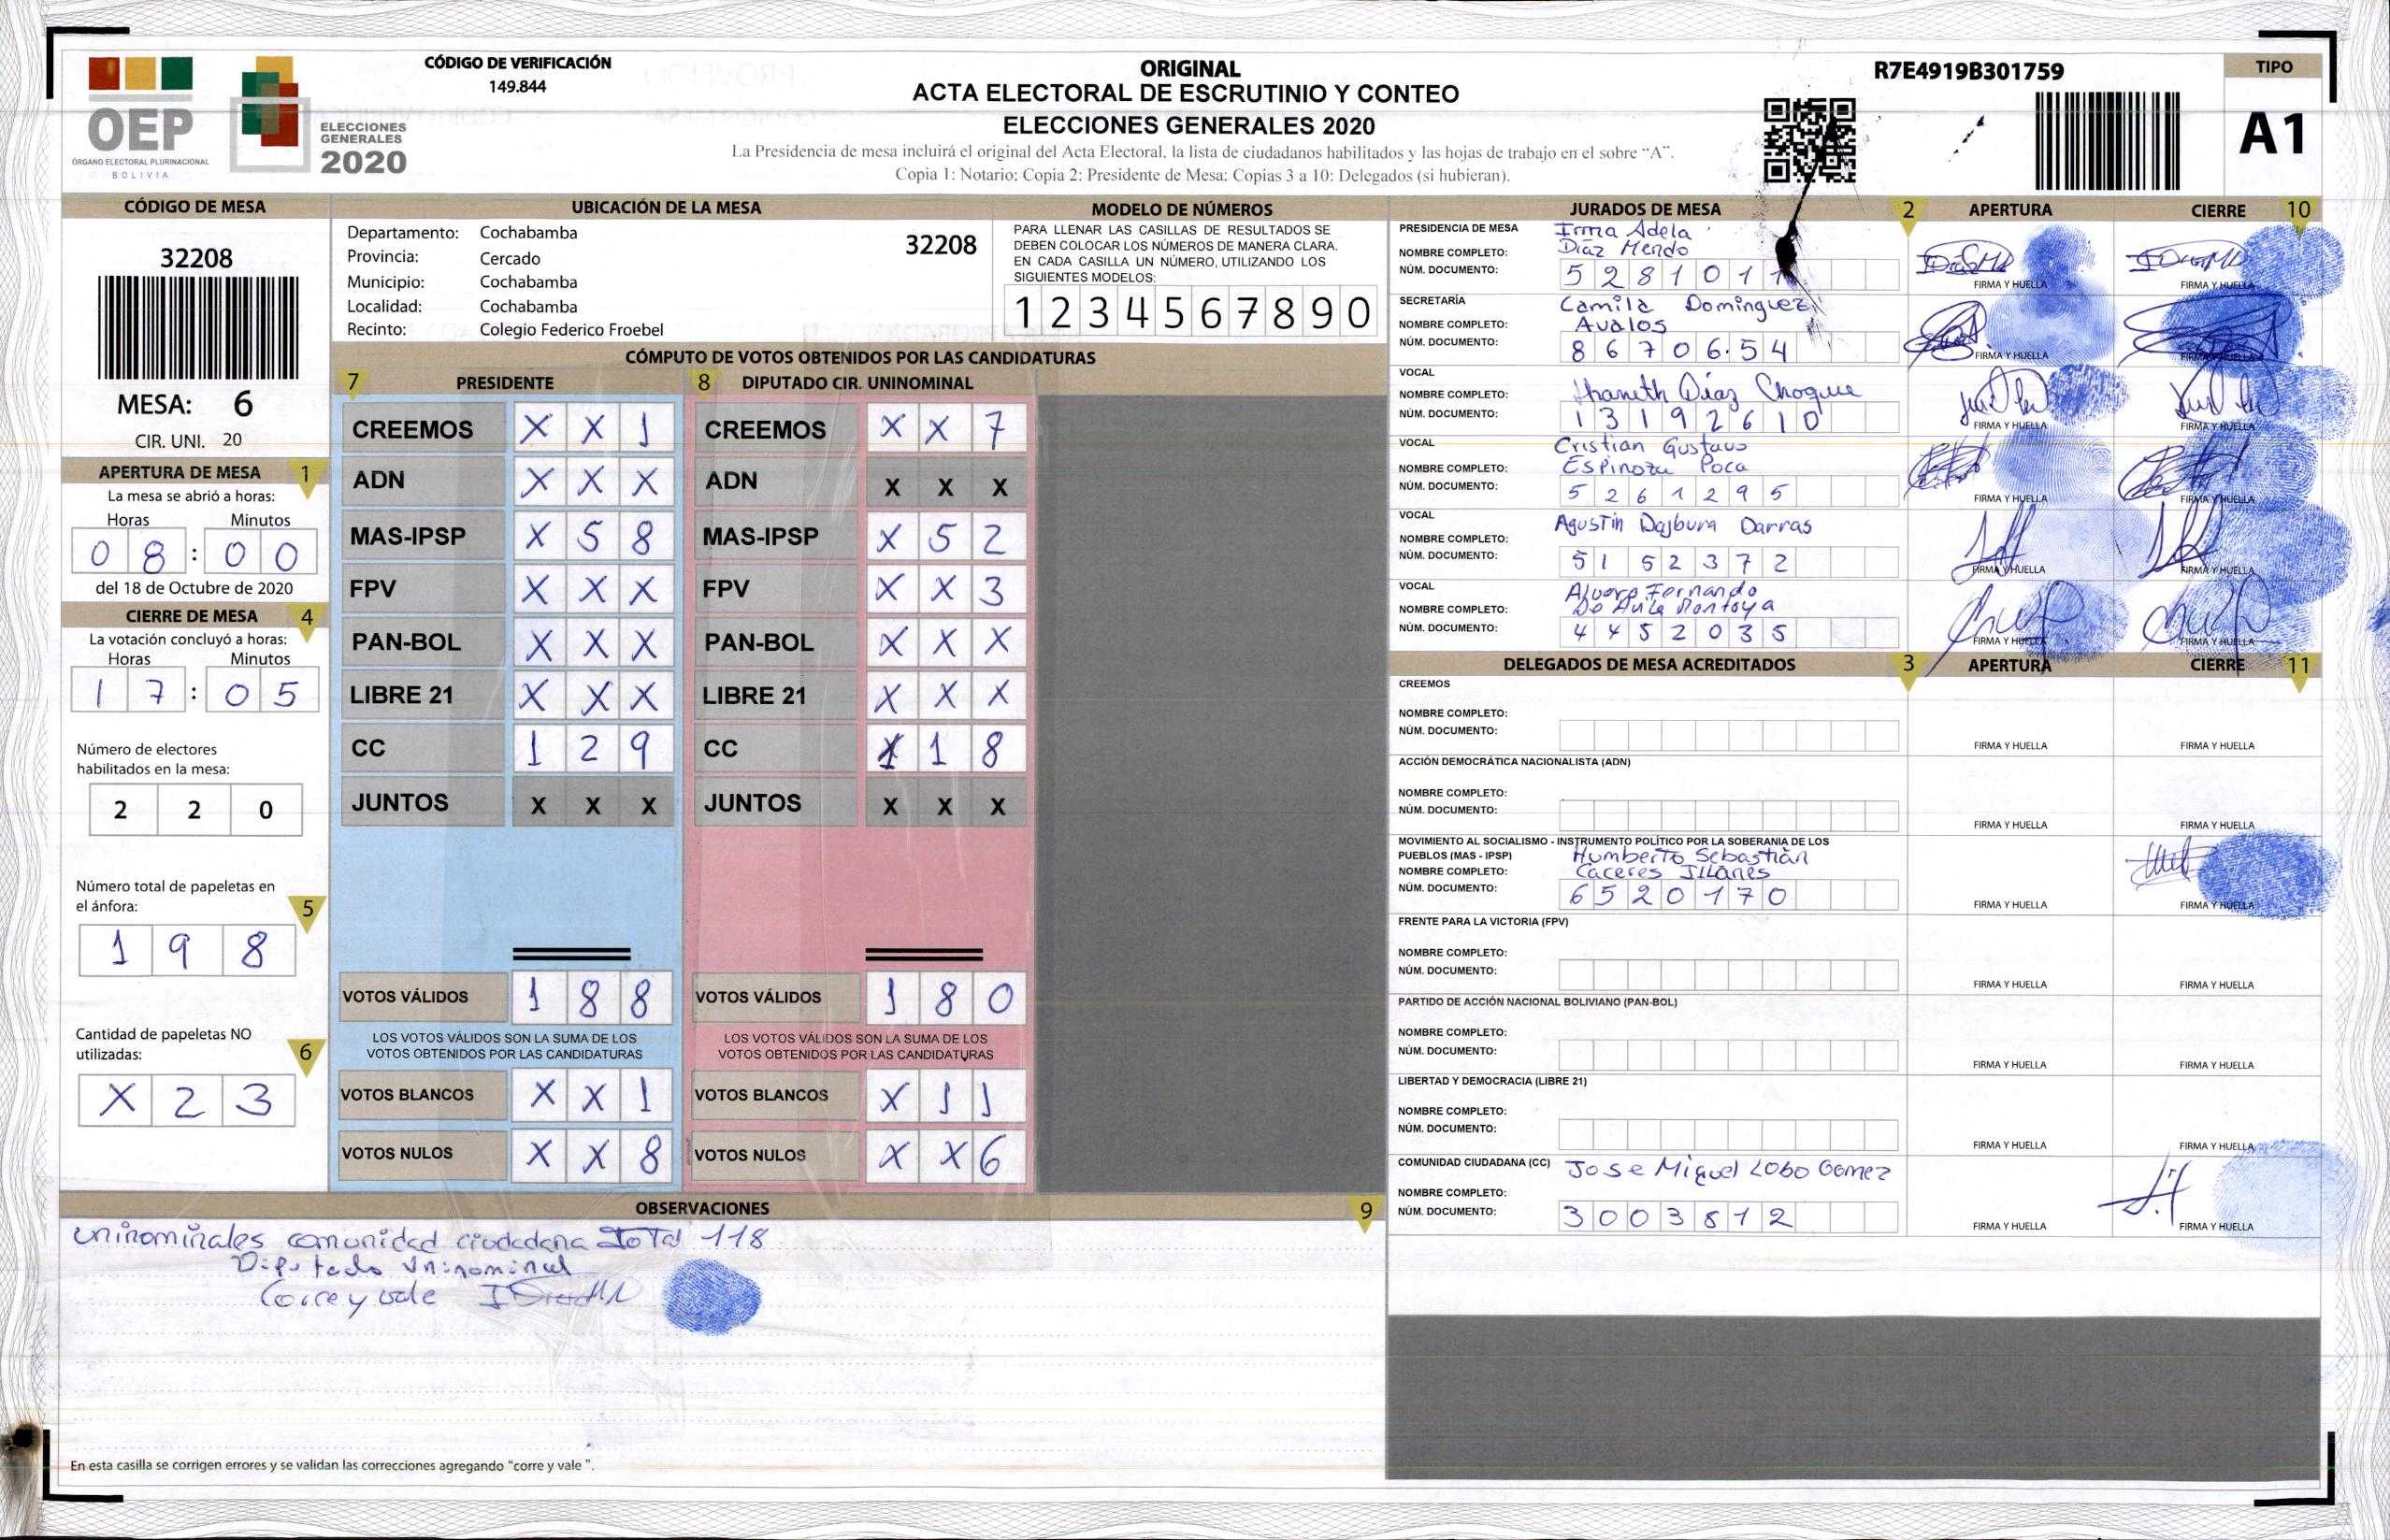 OEP
ÓRGANO ELECTORAL PLURINACIONAL
BOLIVIA
ELECCIONES
GENERALES
2020
CÓDIGO DE VERIFICACIÓN
149.844
ORIGINAL
ACTA ELECTORAL DE ESCRUTINIO Y CONTEO
ELECCIONES GENERALES 2020
La Presidencia de mesa incluirá el original del Acta Electoral, la lista de ciudadanos habilitados y las hojas de trabajo en el sobre "A".
Copia 1: Notario: Copia 2: Presidente de Mesa: Copias 3 a 10: Delegados (si hubieran).
R7E4919B301759
TIPO
A1
CÓDIGO DE MESA
32208
MESA: 6
CIR. UNI. 20
APERTURA DE MESA 1
La mesa se abrió a horas:
Horas Minutos
0 8 : 0 0
del 18 de Octubre de 2020
CIERRE DE MESA 4
La votación concluyó a horas:
Horas Minutos
1 7 : 0 5
Número de electores
habilitados en la mesa:
2 2 0
Número total de papeletas en
el ánfora: 5
1 9 8
Cantidad de papeletas NO
utilizadas: 6
X 2 3
UBICACIÓN DE LA MESA
Departamento: Cochabamba
32208
Provincia: Cercado
Municipio: Cochabamba
Localidad: Cochabamba
Recinto: Colegio Federico Froebel
MODELO DE NÚMEROS
PARA LLENAR LAS CASILLAS DE RESULTADOS SE
DEBEN COLOCAR LOS NÚMEROS DE MANERA CLARA.
EN CADA CASILLA UN NÚMERO, UTILIZANDO LOS
SIGUIENTES MODELOS:
1 2 3 4 5 6 7 8 9 0
CÓMPUTO DE VOTOS OBTENIDOS POR LAS CANDIDATURAS
7 PRESIDENTE
CREEMOS X X 1
ADN X X X
MAS-IPSP X 5 8
FPV X X X
PAN-BOL X X X
LIBRE 21 X X X
CC 1 2 9
JUNTOS X X X
VOTOS VÁLIDOS 1 8 8
LOS VOTOS VÁLIDOS SON LA SUMA DE LOS
VOTOS OBTENIDOS POR LAS CANDIDATURAS
VOTOS BLANCOS X X 1
VOTOS NULOS X X 8
8 DIPUTADO CIR. UNINOMINAL
CREEMOS X X 7
ADN X X X
MAS-IPSP X 5 2
FPV X X 3
PAN-BOL X X X
LIBRE 21 X X X
CC 1 1 8
JUNTOS X X X
VOTOS VÁLIDOS 1 8 0
LOS VOTOS VÁLIDOS SON LA SUMA DE LOS
VOTOS OBTENIDOS POR LAS CANDIDATURAS
VOTOS BLANCOS X 1 1
VOTOS NULOS X X 6
OBSERVACIONES 9
uninominales comunidad ciudadana Total 118
Diputado Uninominal
Corre y vale
En esta casilla se corrigen errores y se validan las correcciones agregando "corre y vale".
JURADOS DE MESA 2 APERTURA CIERRE 10
PRESIDENCIA DE MESA Irma Adela
NOMBRE COMPLETO: Díaz Mendo
NÚM. DOCUMENTO: 5 2 8 1 0 1
FIRMA Y HUELLA FIRMA Y HUELLA
SECRETARÍA Camila Dominguez
NOMBRE COMPLETO: Avalos
NÚM. DOCUMENTO: 8 6 7 0 6 5 4
FIRMA Y HUELLA FIRMA Y HUELLA
VOCAL
NOMBRE COMPLETO: Díaz Choque
NÚM. DOCUMENTO: 1 3 1 9 2 6 1 0
FIRMA Y HUELLA FIRMA Y HUELLA
VOCAL Cristian Gustavo
NOMBRE COMPLETO: Espinoza Poca
NÚM. DOCUMENTO: 5 2 6 1 2 9 5
FIRMA Y HUELLA FIRMA Y HUELLA
VOCAL Agustín Dajbura Darras
NOMBRE COMPLETO:
NÚM. DOCUMENTO: 5 1 5 2 3 7 2
FIRMA Y HUELLA FIRMA Y HUELLA
VOCAL Alvaro Fernando
NOMBRE COMPLETO: De Avila Montoya
NÚM. DOCUMENTO: 4 4 5 2 0 3 5
FIRMA Y HUELLA FIRMA Y HUELLA
DELEGADOS DE MESA ACREDITADOS 3 APERTURA CIERRE 11
CREEMOS
NOMBRE COMPLETO:
NÚM. DOCUMENTO:
FIRMA Y HUELLA FIRMA Y HUELLA
ACCIÓN DEMOCRÁTICA NACIONALISTA (ADN)
NOMBRE COMPLETO:
NÚM. DOCUMENTO:
FIRMA Y HUELLA FIRMA Y HUELLA
MOVIMIENTO AL SOCIALISMO - INSTRUMENTO POLÍTICO POR LA SOBERANIA DE LOS
PUEBLOS (MAS - IPSP) Humberto Sebastián
NOMBRE COMPLETO: Caceres Illanes
NÚM. DOCUMENTO: 6 5 2 0 1 7 0
FIRMA Y HUELLA FIRMA Y HUELLA
FRENTE PARA LA VICTORIA (FPV)
NOMBRE COMPLETO:
NÚM. DOCUMENTO:
FIRMA Y HUELLA FIRMA Y HUELLA
PARTIDO DE ACCIÓN NACIONAL BOLIVIANO (PAN-BOL)
NOMBRE COMPLETO:
NÚM. DOCUMENTO:
FIRMA Y HUELLA FIRMA Y HUELLA
LIBERTAD Y DEMOCRACIA (LIBRE 21)
NOMBRE COMPLETO:
NÚM. DOCUMENTO:
FIRMA Y HUELLA FIRMA Y HUELLA
COMUNIDAD CIUDADANA (CC) Jose Miguel Lobo Gomez
NOMBRE COMPLETO:
NÚM. DOCUMENTO: 3 0 0 3 8 1 2
FIRMA Y HUELLA FIRMA Y HUELLA